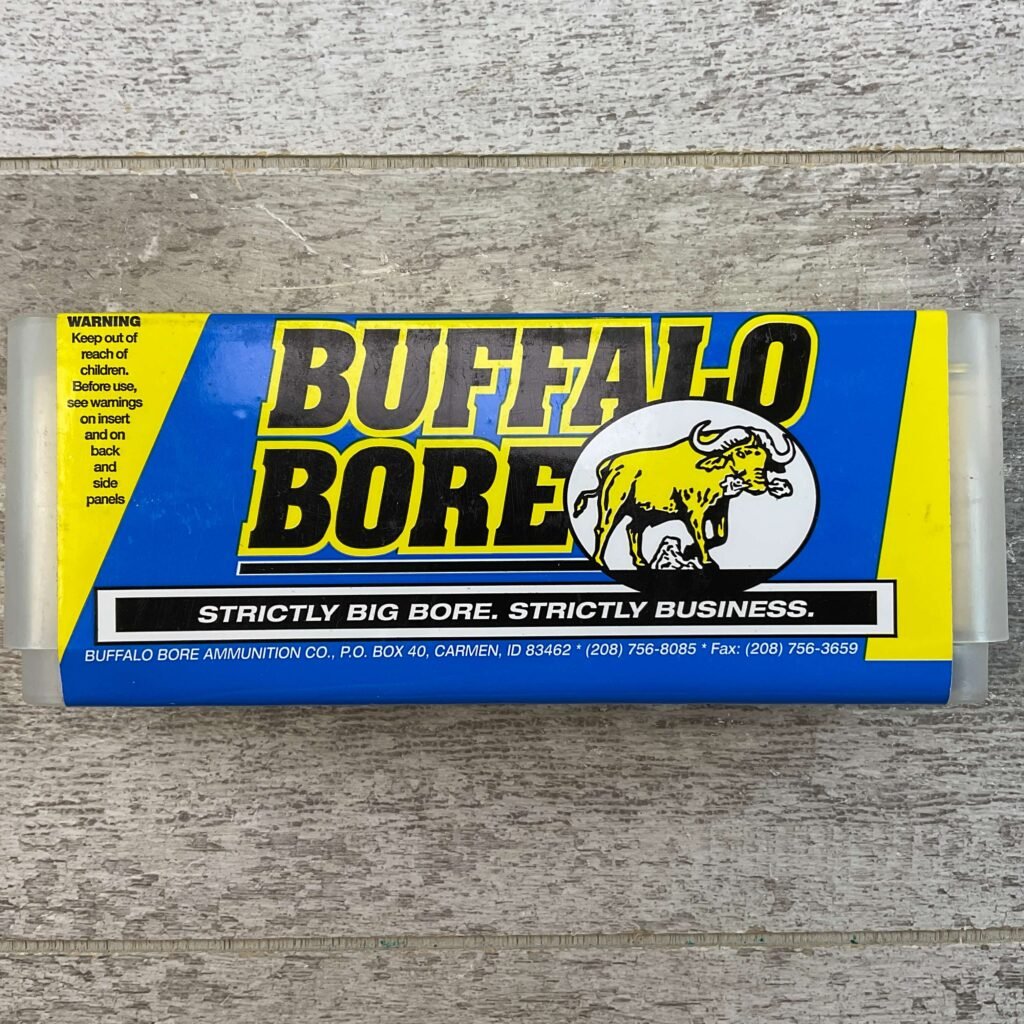 WARNING
Keep out of
reach of
children.
Before use,
see warnings
on insert
and on
back
and
side
panels
BUFFALO
BORE
STRICTLY BIG BORE. STRICTLY BUSINESS.
BUFFALO BORE AMMUNITION CO., P.O. BOX 40, CARMEN, ID 83462 * (208) 756-8085 * Fax: (208) 756-3659